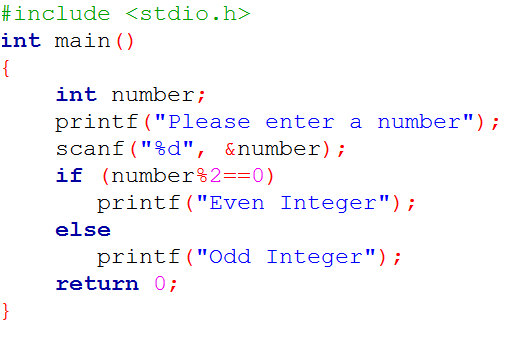 #include <stdio.h>
int main()
{
    int number;
    printf("Please enter a number");
    scanf("%d", &number);
    if (number%2==0)
       printf("Even Integer");
    else
       printf("Odd Integer");
    return 0;
}